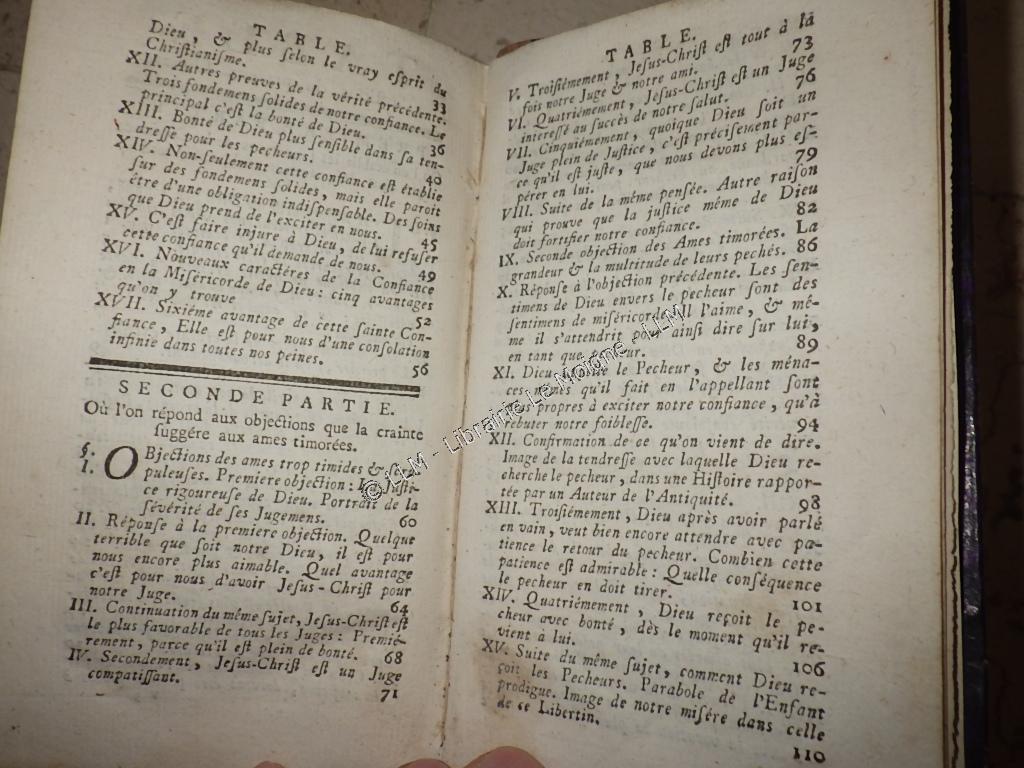 TABLE.
Dieu, & plus ſelon le vray eſprit du
Chriſtianiſme. 33
XII. Autres preuves de la vérité précédente.
Trois fondemens ſolides de notre confiance. Le
principal c'eſt la bonté de Dieu. 36
XIII. Bonté de Dieu plus ſenſible dans ſa ten-
dreſſe pour les pecheurs. 40
XIV. Non-ſeulement cette confiance eſt établie
ſur des fondemens ſolides, mais elle paroit
être d'une obligation indiſpenſable. Des ſoins
que Dieu prend de l'exciter en nous. 45
XV. C'eſt faire injure à Dieu, de lui refuſer
cette confiance qu'il demande de nous. 49
XVI. Nouveaux caractéres de la Confiance
en la Miſéricorde de Dieu: cinq avantages
qu'on y trouve 52
XVII. Sixiéme avantage de cette ſainte Con-
fiance, Elle eſt pour nous d'une conſolation
infinie dans toutes nos peines. 56
SECONDE PARTIE.
Où l'on répond aux objections que la crainte
ſuggére aux ames timorées.
§. I. OBjections des ames trop timides &
puleuſes. Premiere objection: La Juſti-
ce rigoureuſe de Dieu. Portrait de la
ſévérité de ſes Jugemens. 60
II. Réponſe à la premiere objection. Quelque
terrible que ſoit notre Dieu, il eſt pour
nous encore plus aimable. Quel avantage
c'eſt pour nous d'avoir Jeſus-Chriſt pour
notre Juge. 64
III. Continuation du même ſujet, Jeſus-Chriſt eſt
le plus favorable de tous les Juges: Premié-
rement, parce qu'il eſt plein de bonté. 68
IV. Secondement, Jeſus-Chriſt eſt un Juge
compatiſſant. 71
TABLE.
V. Troiſiémement, Jeſus-Chriſt eſt tout à la
fois notre Juge & notre ami. 73
VI. Quatriémement, Jeſus-Chriſt eſt un Juge
intereſſé au ſuccès de notre ſalut. 76
VII. Cinquiémement, quoique Dieu ſoit un
Juge plein de Juſtice, c'eſt préciſement par-
ce qu'il eſt juſte, que nous devons plus eſ-
pérer en lui. 79
VIII. Suite de la même penſée. Autre raiſon
qui prouve que la juſtice même de Dieu
doit fortifier notre confiance. 82
IX. Seconde objection des Ames timorées. La
grandeur & la multitude de leurs pechés. 86
X. Réponſe à l'objection précédente. Les ſen-
timens de Dieu envers le pecheur ſont des
ſentimens de miſéricorde. Il l'aime, & mê-
me il s'attendrit pour ainſi dire ſur lui,
en tant que pecheur. 89
XI. Dieu le Pecheur, & les ména-
ces mêmes qu'il fait en l'appellant ſont
plus propres à exciter notre confiance, qu'à
rebuter notre foibleſſe. 94
XII. Confirmation de ce qu'on vient de dire.
Image de la tendreſſe avec laquelle Dieu re-
cherche le pecheur, dans une Hiſtoire rappor-
tée par un Auteur de l'Antiquité. 98
XIII. Troiſiémement, Dieu après avoir parlé
en vain, veut bien encore attendre avec pa-
tience le retour du pecheur. Combien cette
patience eſt admirable: Quelle conſéquence
le pecheur en doit tirer. 101
XIV. Quatriémement, Dieu reçoit le pe-
cheur avec bonté, dès le moment qu'il re-
vient à lui. 106
XV. Suite du même ſujet, comment Dieu re-
çoit les Pecheurs. Parabole de l'Enfant
prodigue. Image de notre miſére dans celle
de ce Libertin. 110
© LLM - Librairie Le Moigne - LLM